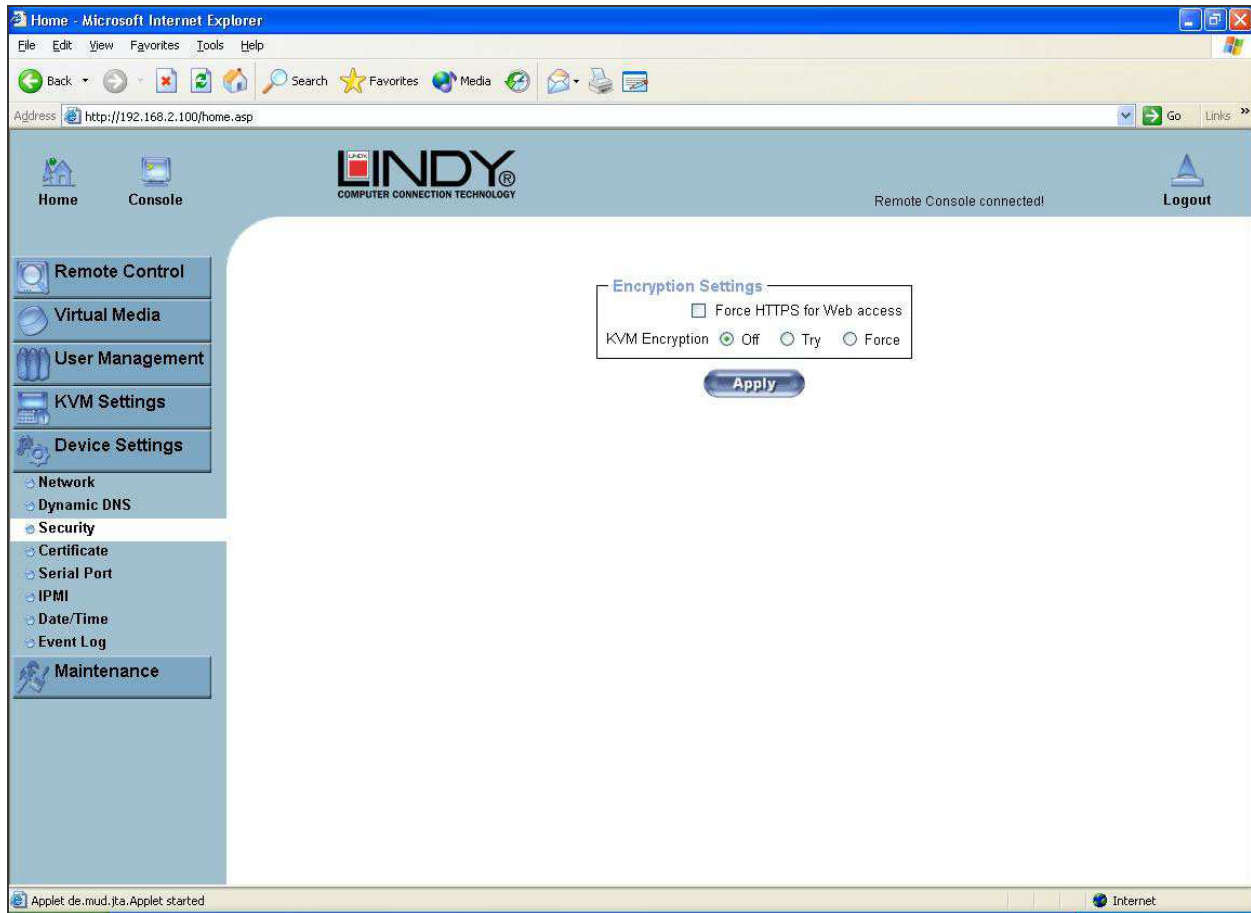 Home - Microsoft Internet Explorer
File Edit View Favorites Tools Help
Back Search Favorites Media
Address http://192.168.2.100/home.asp Go Links »
LINDY®
COMPUTER CONNECTION TECHNOLOGY
Home Console Remote Console connected! Logout
Remote Control
Virtual Media
User Management
KVM Settings
Device Settings
Network
Dynamic DNS
Security
Certificate
Serial Port
IPMI
Date/Time
Event Log
Maintenance
Encryption Settings
Force HTTPS for Web access
KVM Encryption Off Try Force
Apply
Applet de.mud.jta.Applet started Internet